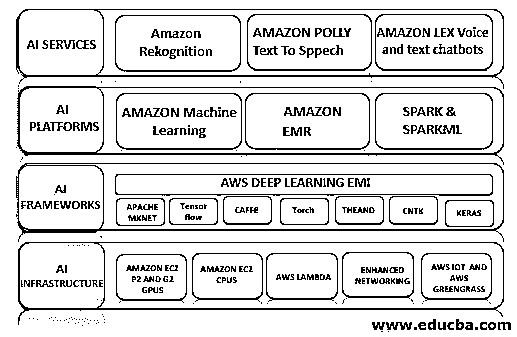 AI SERVICES
Amazon
Rekognition
AMAZON POLLY
Text To Sppech
AMAZON LEX Voice
and text chatbots
AI
PLATFORMS
AMAZON Machine
Learning
AMAZON
EMR
SPARK &
SPARKML
AI
FRAMEWORKS
AWS DEEP LEARNING EMI
APACHE
MXNET
Tensor
flow
CAFFE
Torch
THEANO
CNTK
KERAS
AI
INFRASTRUCTURE
AMAZON EC2
P2 AND G2
GPUS
AMAZON EC2
CPUS
AWS LAMBDA
ENHANCED
NETWORKING
AWS IOT AND
AWS
GREENGRASS
www.educba.com